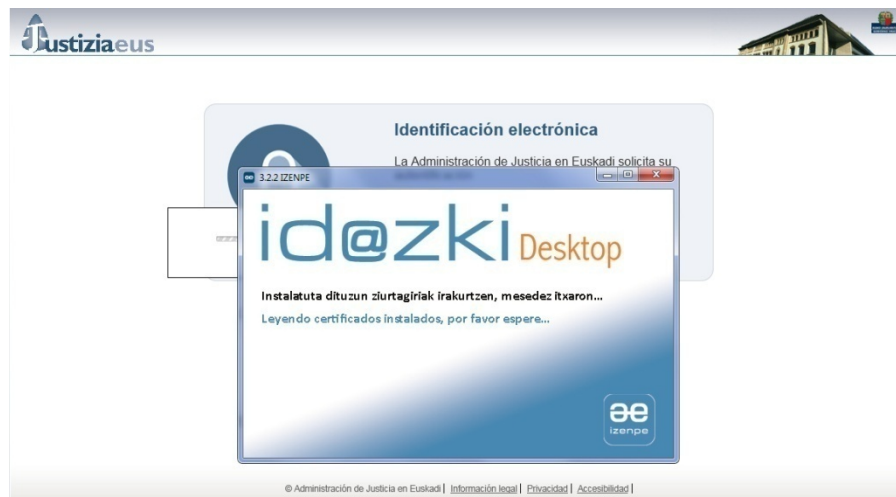 Justiziaeus
Identificación electrónica
La Administración de Justicia en Euskadi solicita su
3.2.2 IZENPE
id@zki Desktop
Instalatuta dituzun ziurtagiriak irakurtzen, mesedez itxaron...
Leyendo certificados instalados, por favor espere...
izenpe
© Administración de Justicia en Euskadi | Información legal | Privacidad | Accesibilidad |